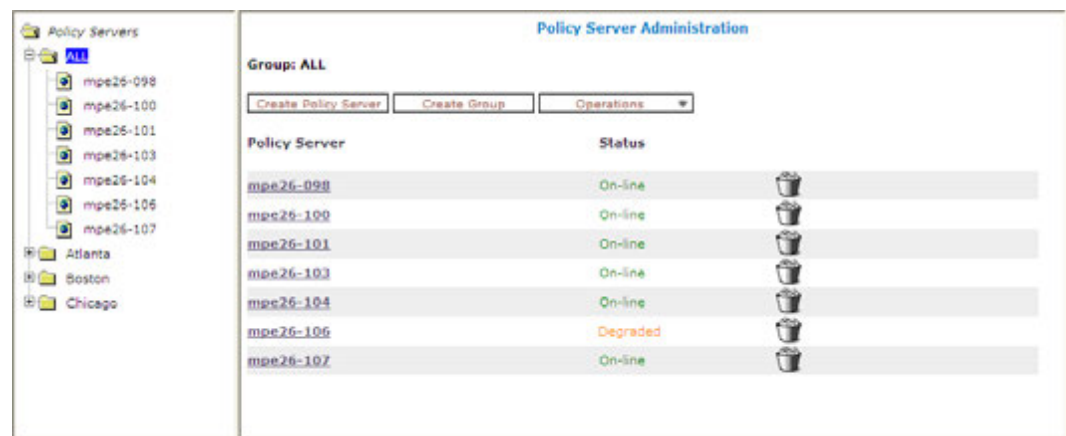 Policy Servers
ALL
mpe26-098
mpe26-100
mpe26-101
mpe26-103
mpe26-104
mpe26-106
mpe26-107
Atlanta
Boston
Chicago
Policy Server Administration
Group: ALL
Create Policy Server Create Group Operations
Policy Server Status
mpe26-098 On-line
mpe26-100 On-line
mpe26-101 On-line
mpe26-103 On-line
mpe26-104 On-line
mpe26-106 Degraded
mpe26-107 On-line